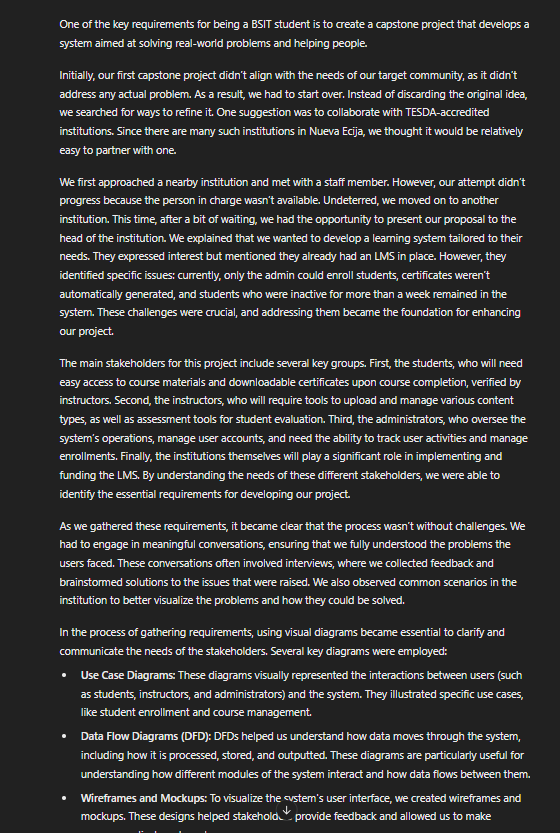 One of the key requirements for being a BSIT student is to create a capstone project that develops a
system aimed at solving real-world problems and helping people.
Initially, our first capstone project didn't align with the needs of our target community, as it didn't
address any actual problem. As a result, we had to start over. Instead of discarding the original idea,
we searched for ways to refine it. One suggestion was to collaborate with TESDA-accredited
institutions. Since there are many such institutions in Nueva Ecija, we thought it would be relatively
easy to partner with one.
We first approached a nearby institution and met with a staff member. However, our attempt didn't
progress because the person in charge wasn't available. Undeterred, we moved on to another
institution. This time, after a bit of waiting, we had the opportunity to present our proposal to the
head of the institution. We explained that we wanted to develop a learning system tailored to their
needs. They expressed interest but mentioned they already had an LMS in place. However, they
identified specific issues: currently, only the admin could enroll students, certificates weren't
automatically generated, and students who were inactive for more than a week remained in the
system. These challenges were crucial, and addressing them became the foundation for enhancing
our project.
The main stakeholders for this project include several key groups. First, the students, who will need
easy access to course materials and downloadable certificates upon course completion, verified by
instructors. Second, the instructors, who will require tools to upload and manage various content
types, as well as assessment tools for student evaluation. Third, the administrators, who oversee the
system's operations, manage user accounts, and need the ability to track user activities and manage
enrollments. Finally, the institutions themselves will play a significant role in implementing and
funding the LMS. By understanding the needs of these different stakeholders, we were able to
identify the essential requirements for developing our project.
As we gathered these requirements, it became clear that the process wasn't without challenges. We
had to engage in meaningful conversations, ensuring that we fully understood the problems the
users faced. These conversations often involved interviews, where we collected feedback and
brainstormed solutions to the issues that were raised. We also observed common scenarios in the
institution to better visualize the problems and how they could be solved.
In the process of gathering requirements, using visual diagrams became essential to clarify and
communicate the needs of the stakeholders. Several key diagrams were employed:
• Use Case Diagrams: These diagrams visually represented the interactions between users (such
as students, instructors, and administrators) and the system. They illustrated specific use cases,
like student enrollment and course management.
• Data Flow Diagrams (DFD): DFDs helped us understand how data moves through the system,
including how it is processed, stored, and outputted. These diagrams are particularly useful for
understanding how different modules of the system interact and how data flows between them.
• Wireframes and Mockups: To visualize the system's user interface, we created wireframes and
mockups. These designs helped stakehold provide feedback and allowed us to make